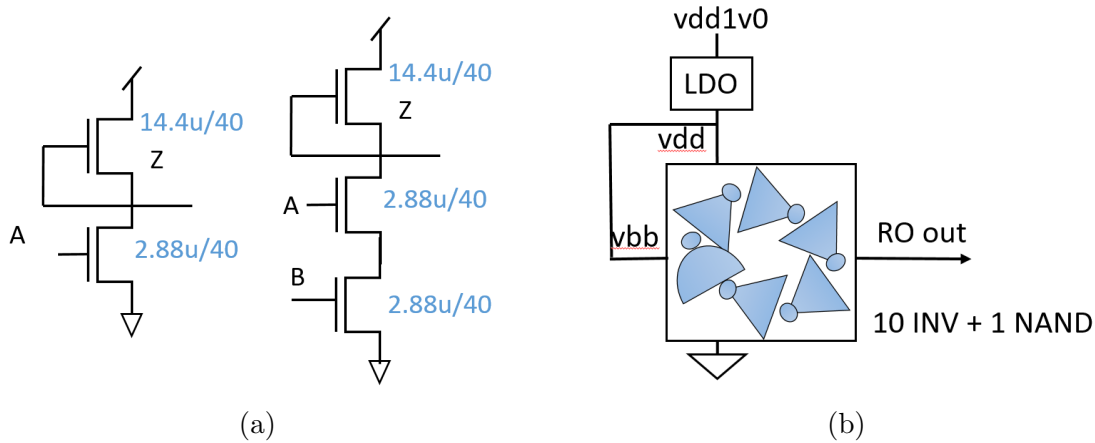 14.4u/40
Z
A
2.88u/40
14.4u/40
Z
A
2.88u/40
B
2.88u/40
(a)
vdd1v0
LDO
vdd
vbb
RO out
10 INV + 1 NAND
(b)